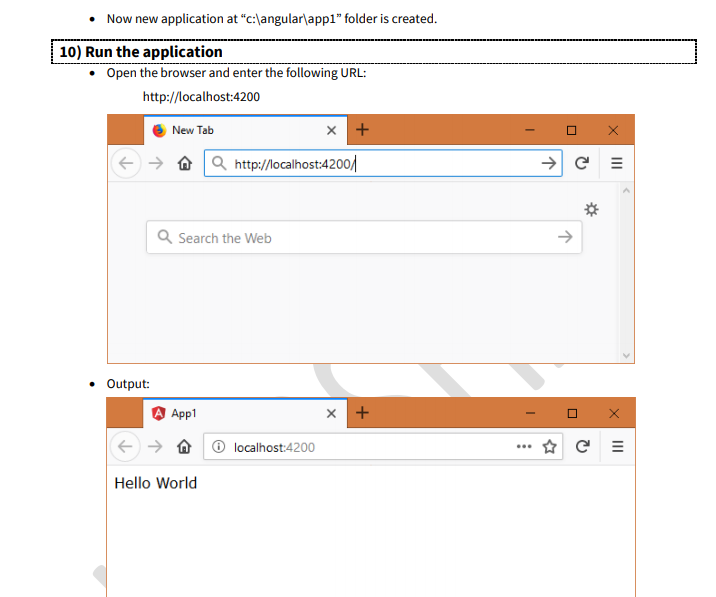 • Now new application at “c:\angular\app1” folder is created.
10) Run the application
• Open the browser and enter the following URL:
http://localhost:4200
New Tab
http://localhost:4200/
Search the Web
• Output:
App1
localhost:4200
Hello World